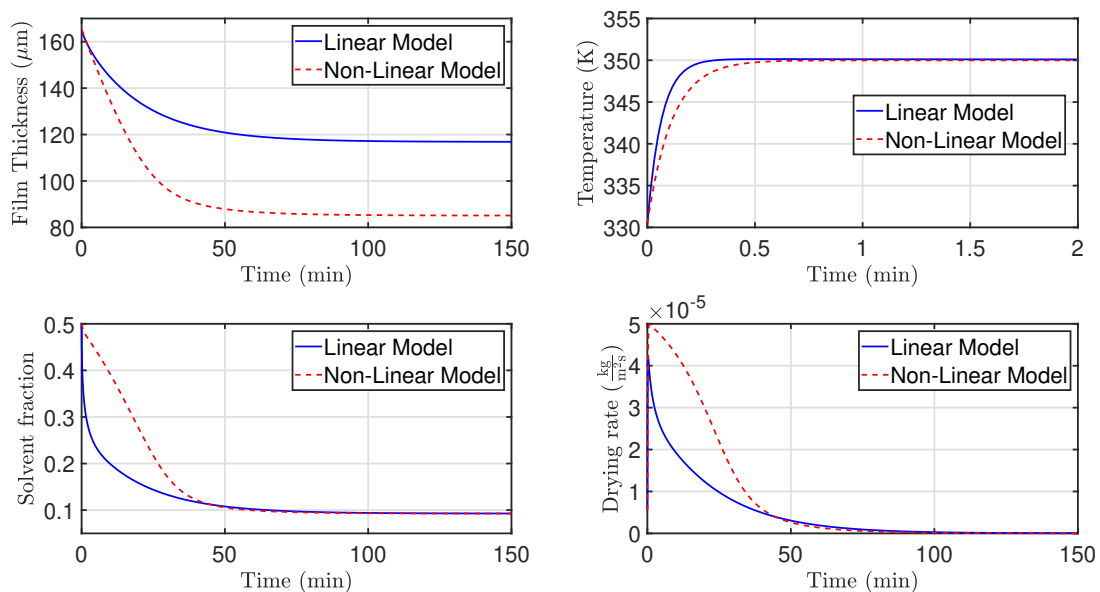 Film Thickness (μm)
160
140
120
100
80
0
50
100
150
Time (min)
Linear Model
Non-Linear Model
Temperature (K)
355
350
345
340
335
330
0
0.5
1
1.5
2
Time (min)
Linear Model
Non-Linear Model
Solvent fraction
0.5
0.4
0.3
0.2
0.1
0
50
100
150
Time (min)
Linear Model
Non-Linear Model
×10-5
Drying rate (kg/m²s)
5
4
3
2
1
0
0
50
100
150
Time (min)
Linear Model
Non-Linear Model